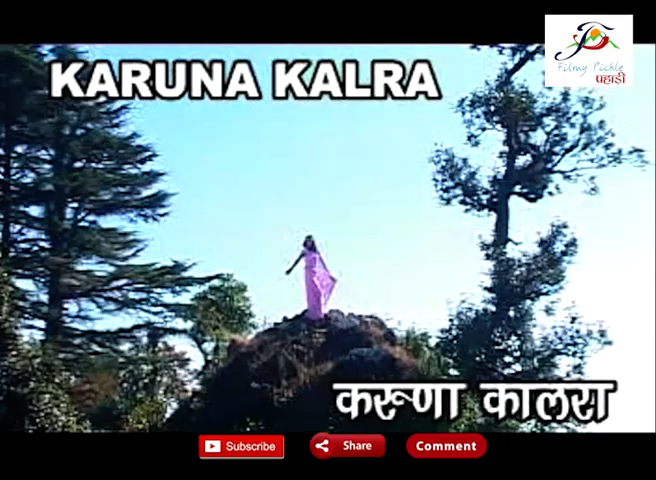 Filmy Pickle
पहाड़ी
KARUNA KALRA
करूणा कालरा
Subscribe
Share
Comment